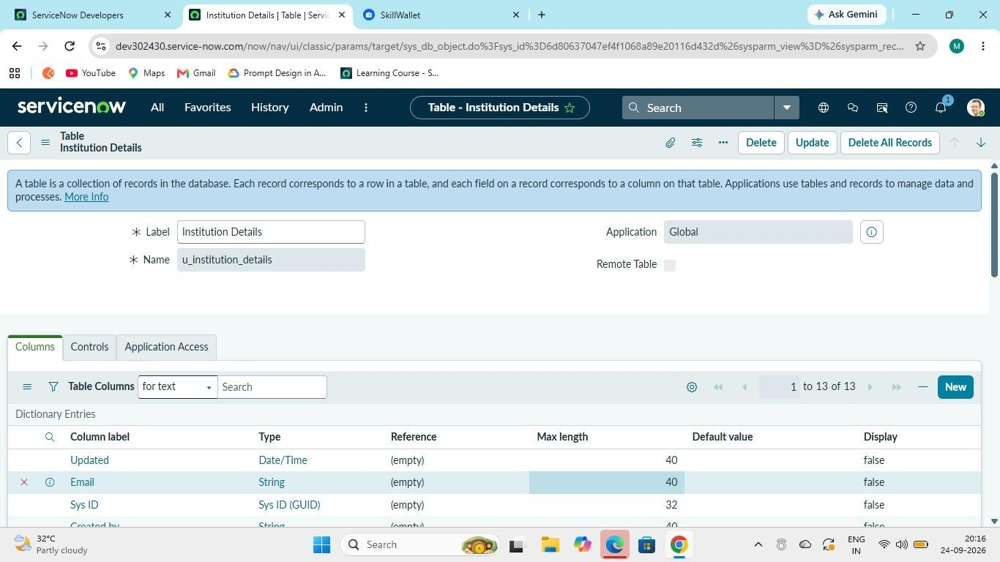 ServiceNow Developers
Institution Details | Table | Servic
SkillWallet
Ask Gemini
dev302430.service-now.com/now/nav/ui/classic/params/target/sys_db_object.do%3Fsys_id%3D6d80637047ef4f1068a89e20116d432d%26sysparm_view%3D%26sysparm_rec...
M
YouTube
Maps
Gmail
Prompt Design in A...
Learning Course - S...
servicenow
All
Favorites
History
Admin
Table - Institution Details
Search
1
Table
Institution Details
Delete
Update
Delete All Records
A table is a collection of records in the database. Each record corresponds to a row in a table, and each field on a record corresponds to a column on that table. Applications use tables and records to manage data and
processes. More Info
Label
Institution Details
Application
Global
Name
u_institution_details
Remote Table
Columns
Controls
Application Access
Table Columns
for text
Search
1 to 13 of 13
New
Dictionary Entries
Column label Type Reference Max length Default value Display
Updated Date/Time (empty) 40 false
Email String (empty) 40 false
Sys ID Sys ID (GUID) (empty) 32 false
Created by String (empty) 40 false
32°C
Partly cloudy
Search
ENG
IN
20:16
24-09-2026